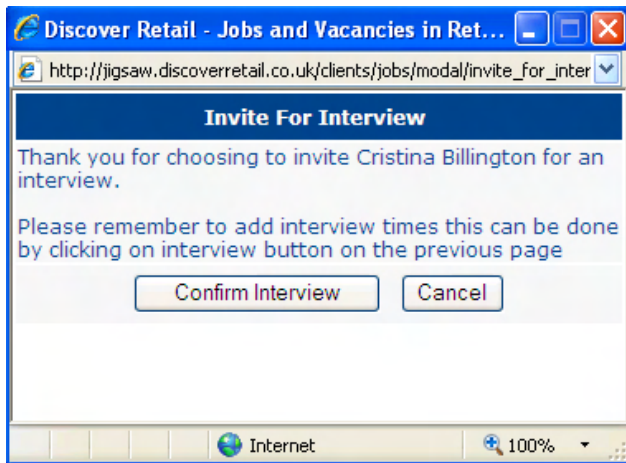 Discover Retail - Jobs and Vacancies in Ret...
http://jigsaw.discoverretail.co.uk/clients/jobs/modal/invite_for_inter
Invite For Interview
Thank you for choosing to invite Cristina Billington for an
interview.
Please remember to add interview times this can be done
by clicking on interview button on the previous page
Confirm Interview Cancel
Internet 100%